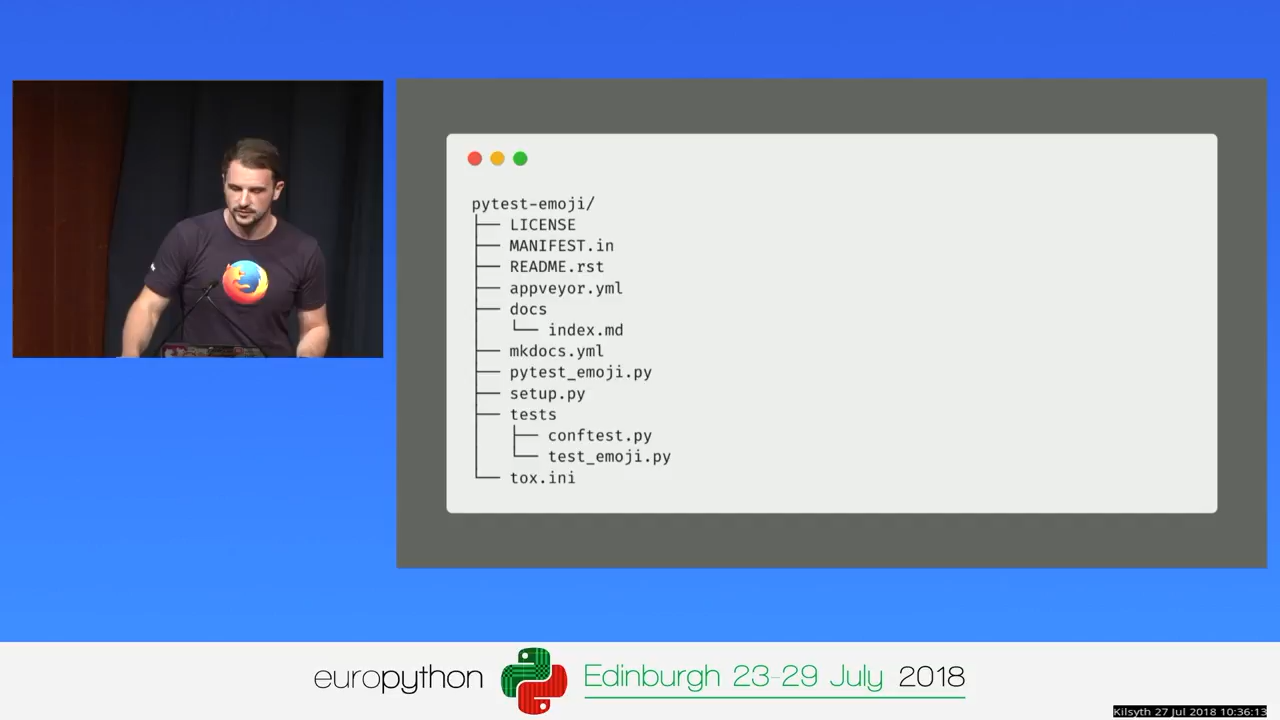 pytest-emoji/
├── LICENSE
├── MANIFEST.in
├── README.rst
├── appveyor.yml
├── docs
│   └── index.md
├── mkdocs.yml
├── pytest_emoji.py
├── setup.py
├── tests
│   ├── conftest.py
│   └── test_emoji.py
└── tox.ini
europython Edinburgh 23-29 July 2018
Kilsyth 27 Jul 2018 10:36:13